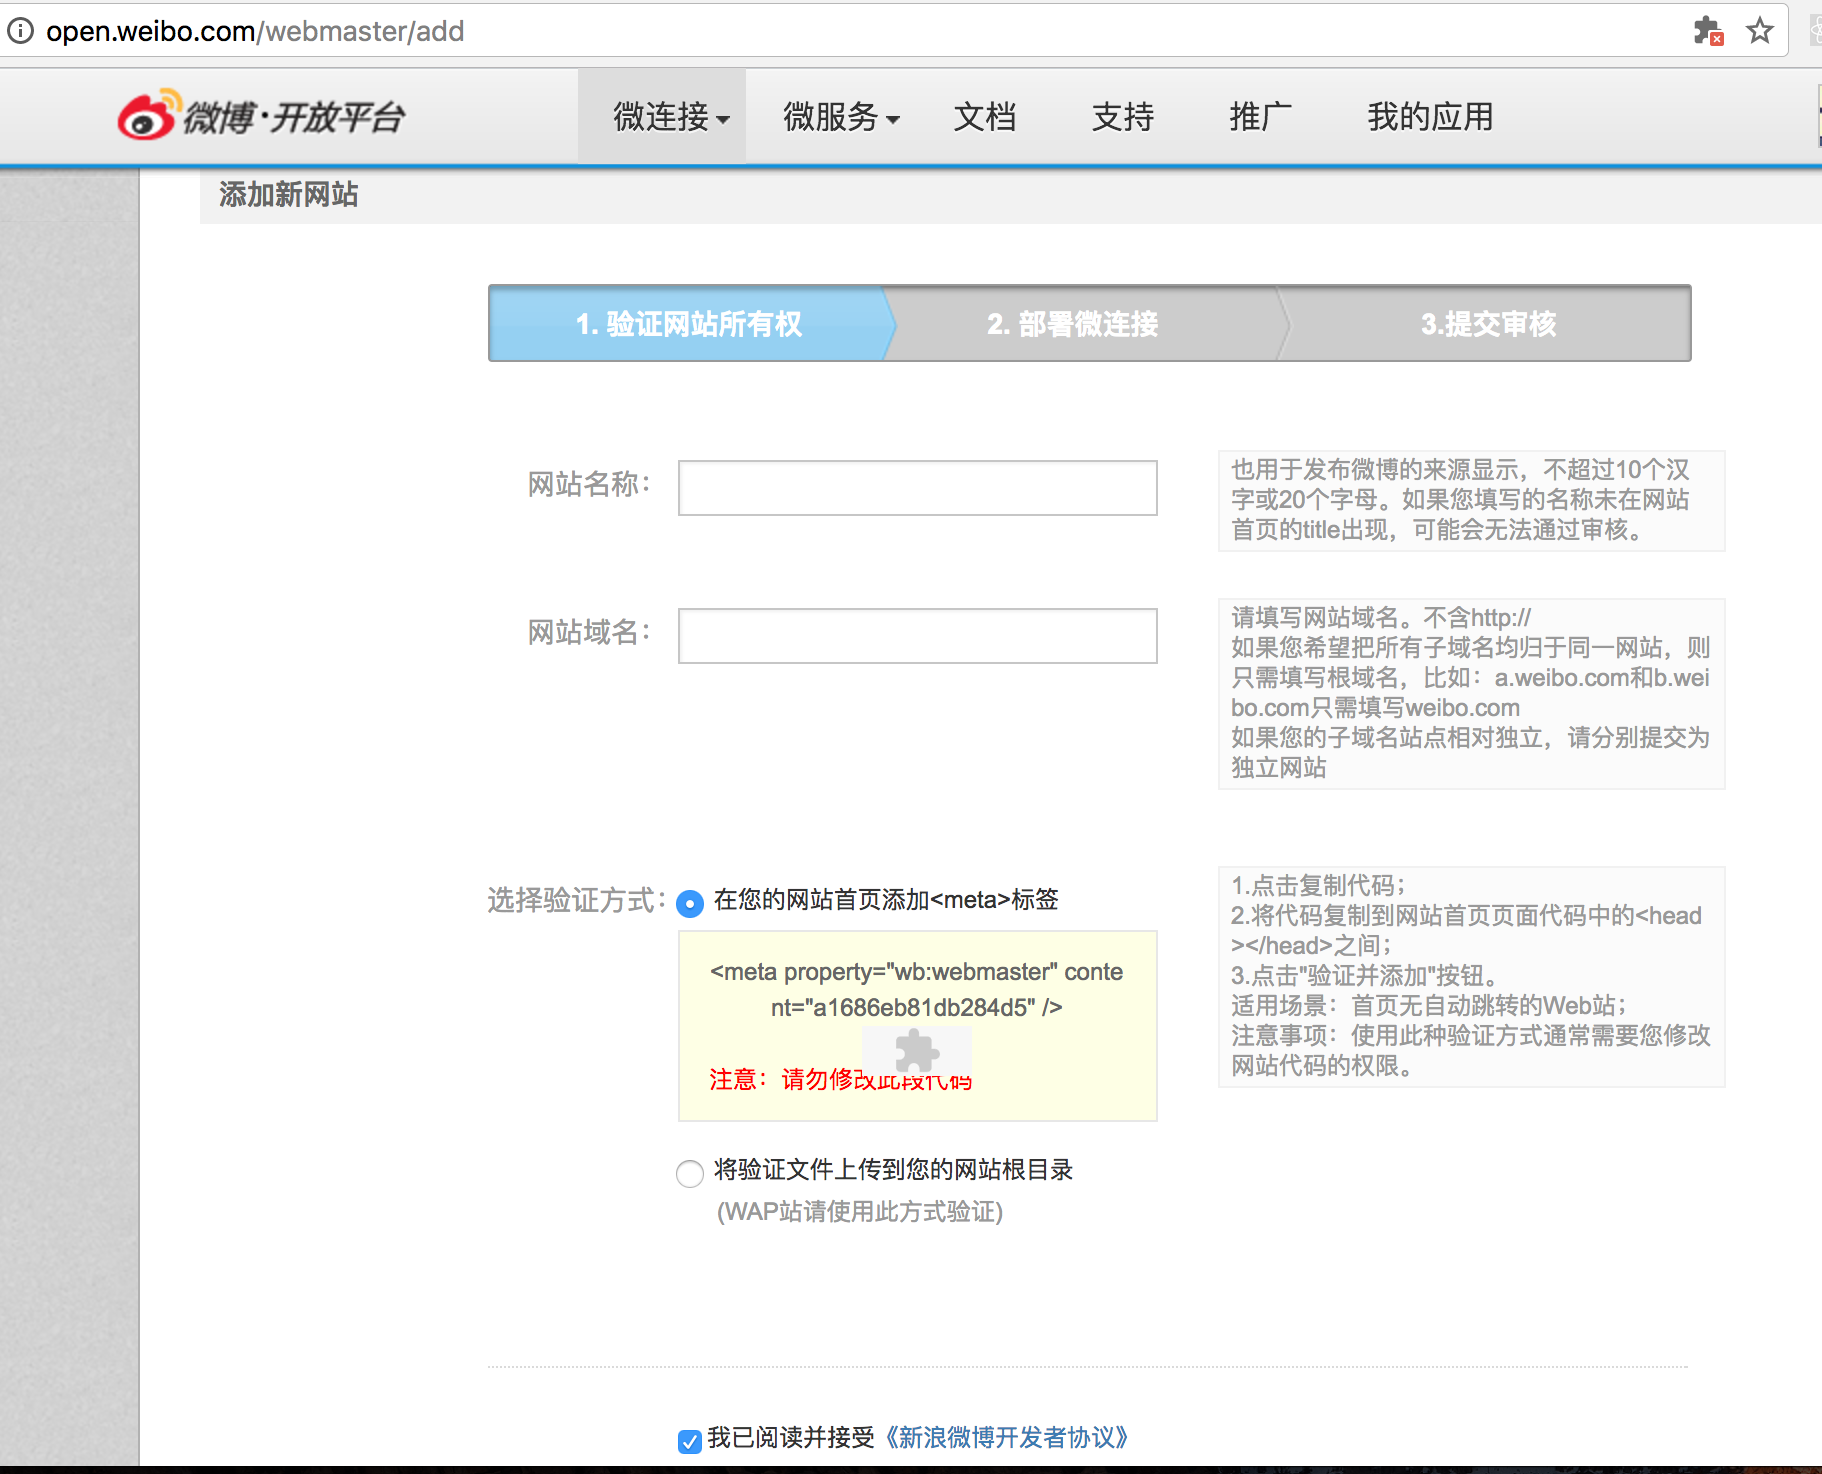 open.weibo.com/webmaster/add
微博·开放平台
微连接 微服务 文档 支持 推广 我的应用
添加新网站
1. 验证网站所有权 2. 部署微连接 3.提交审核
网站名称：
也用于发布微博的来源显示，不超过10个汉
字或20个字母。如果您填写的名称未在网站
首页的title出现，可能会无法通过审核。
网站域名：
请填写网站域名。不含http://
如果您希望把所有子域名均归于同一网站，则
只需填写根域名，比如：a.weibo.com和b.wei
bo.com只需填写weibo.com
如果您的子域名站点相对独立，请分别提交为
独立网站
选择验证方式：
在您的网站首页添加<meta>标签
<meta property="wb:webmaster" conte
nt="a1686eb81db284d5" />
注意：请勿修改此段代码
1.点击复制代码；
2.将代码复制到网站首页页面代码中的<head
></head>之间；
3.点击"验证并添加"按钮。
适用场景：首页无自动跳转的Web站；
注意事项：使用此种验证方式通常需要您修改
网站代码的权限。
将验证文件上传到您的网站根目录
(WAP站请使用此方式验证)
我已阅读并接受《新浪微博开发者协议》